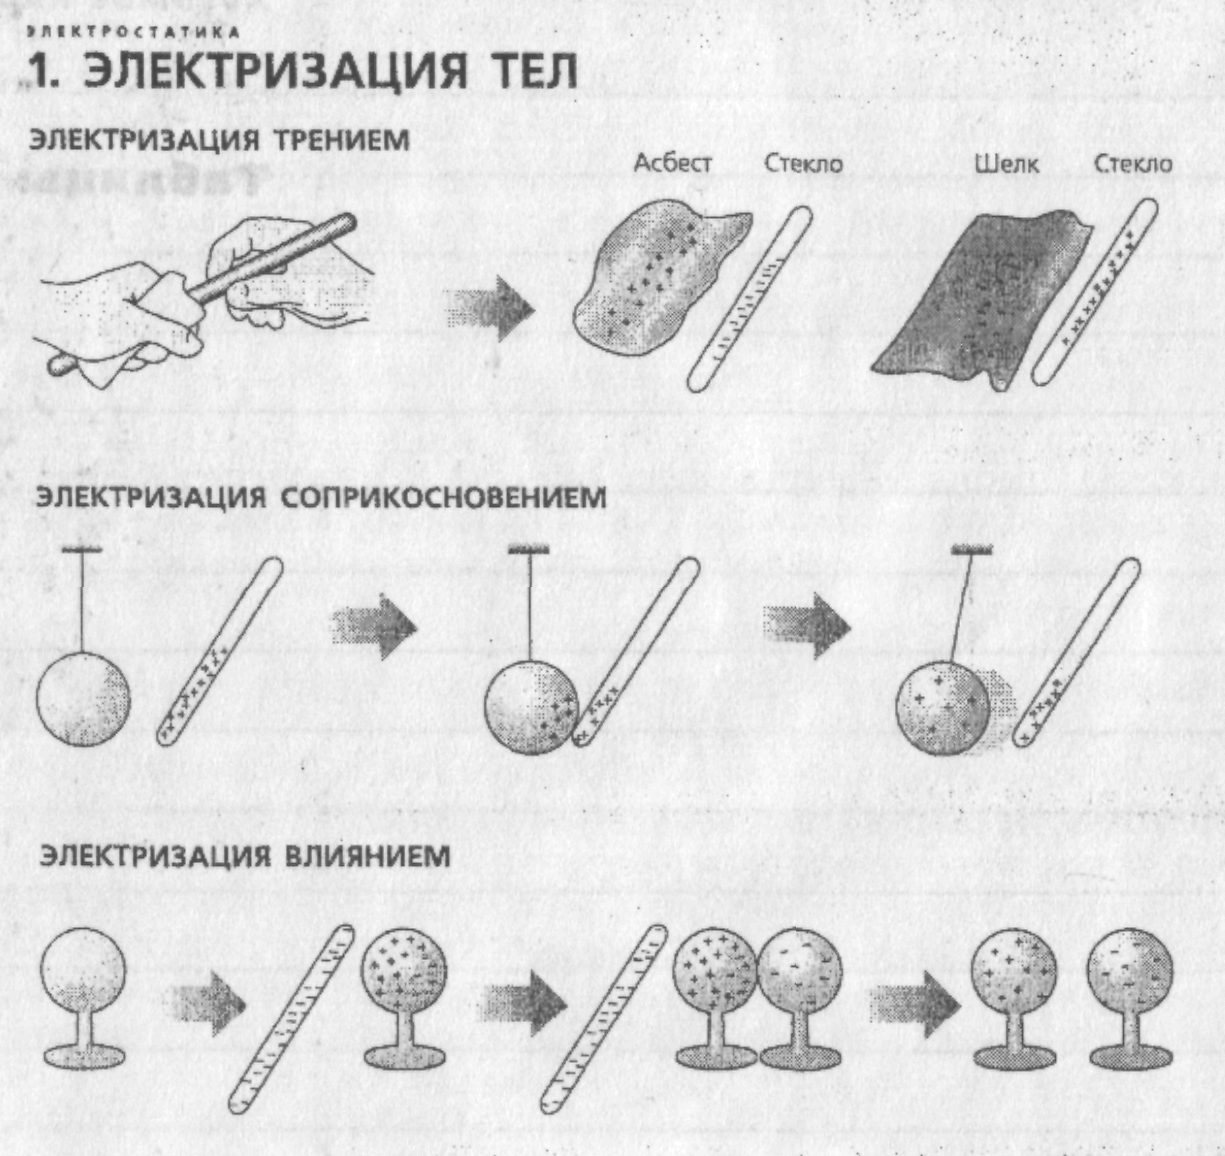 ЭЛЕКТРОСТАТИКА
1. ЭЛЕКТРИЗАЦИЯ ТЕЛ
ЭЛЕКТРИЗАЦИЯ ТРЕНИЕМ
Асбест Стекло Шелк Стекло
ЭЛЕКТРИЗАЦИЯ СОПРИКОСНОВЕНИЕМ
ЭЛЕКТРИЗАЦИЯ ВЛИЯНИЕМ